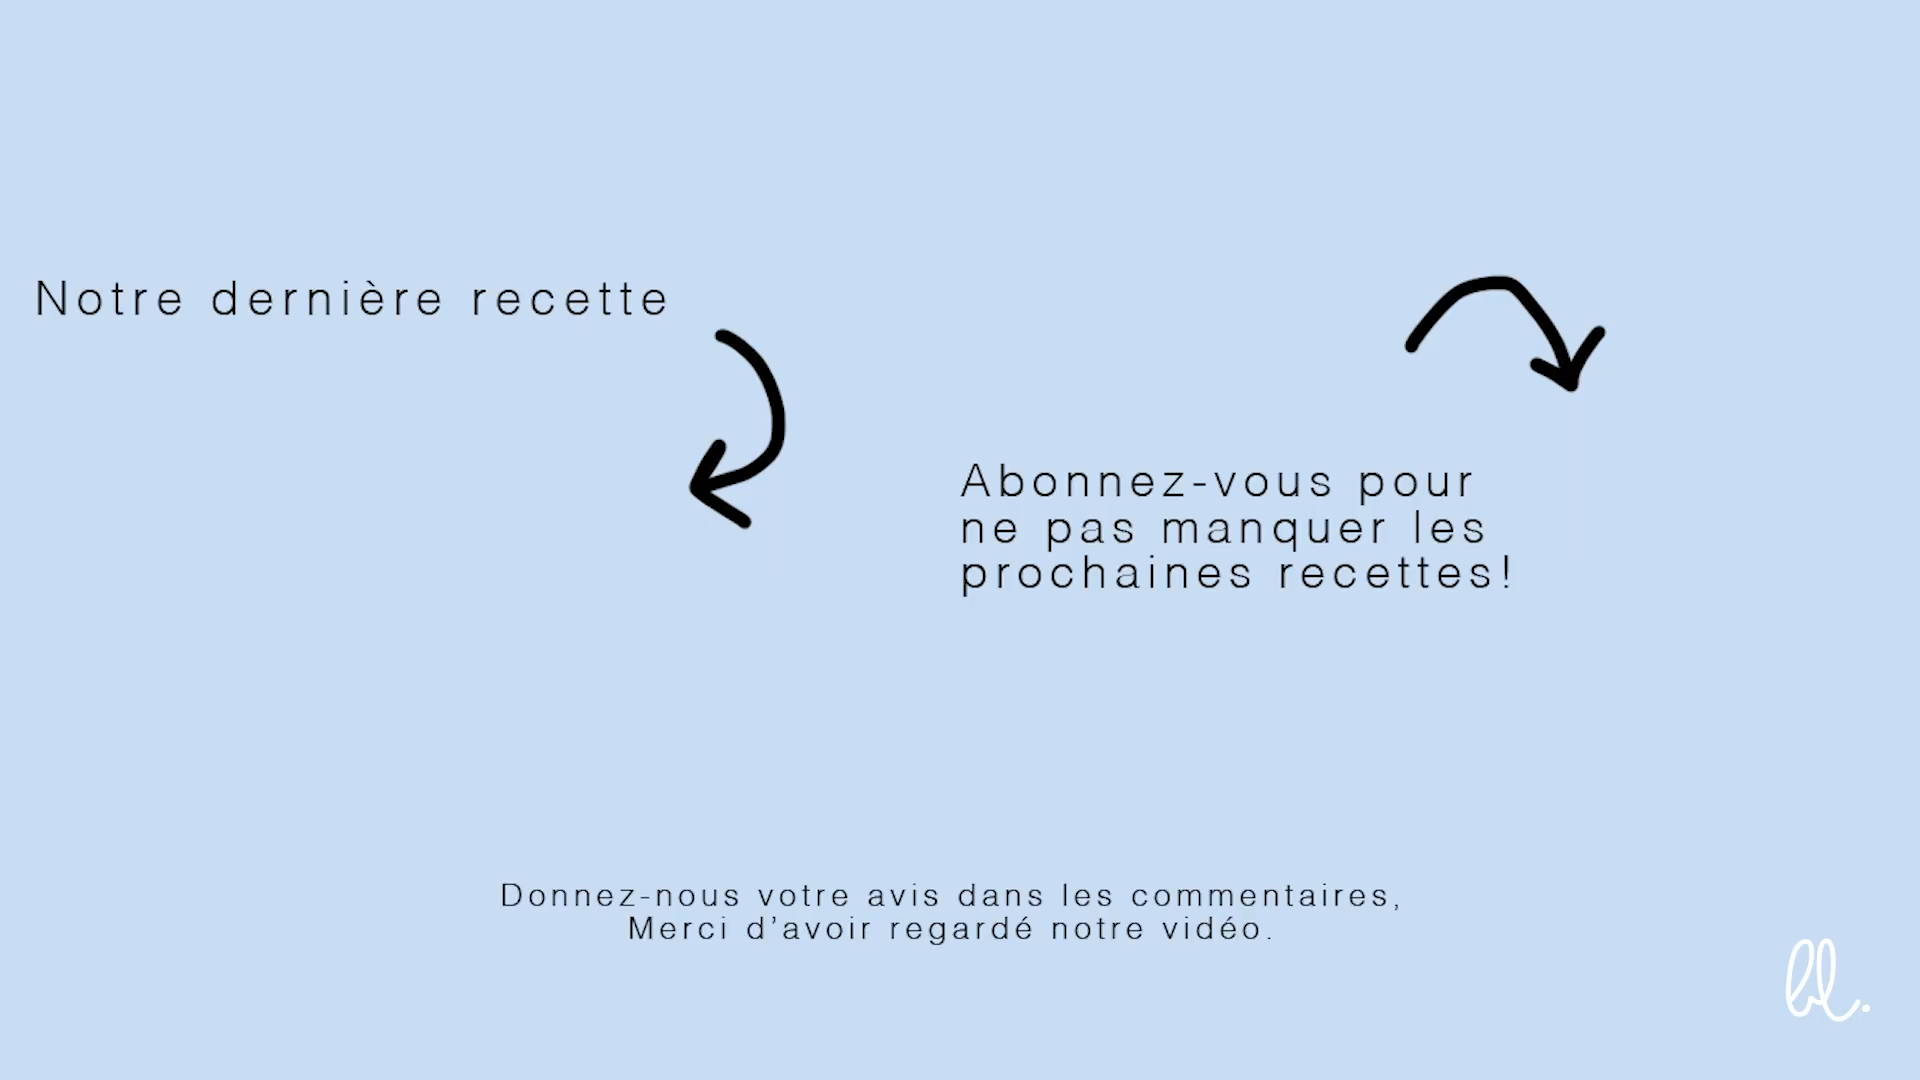 Notre dernière recette
Abonnez-vous pour
ne pas manquer les
prochaines recettes!
Donnez-nous votre avis dans les commentaires,
Merci d’avoir regardé notre vidéo.